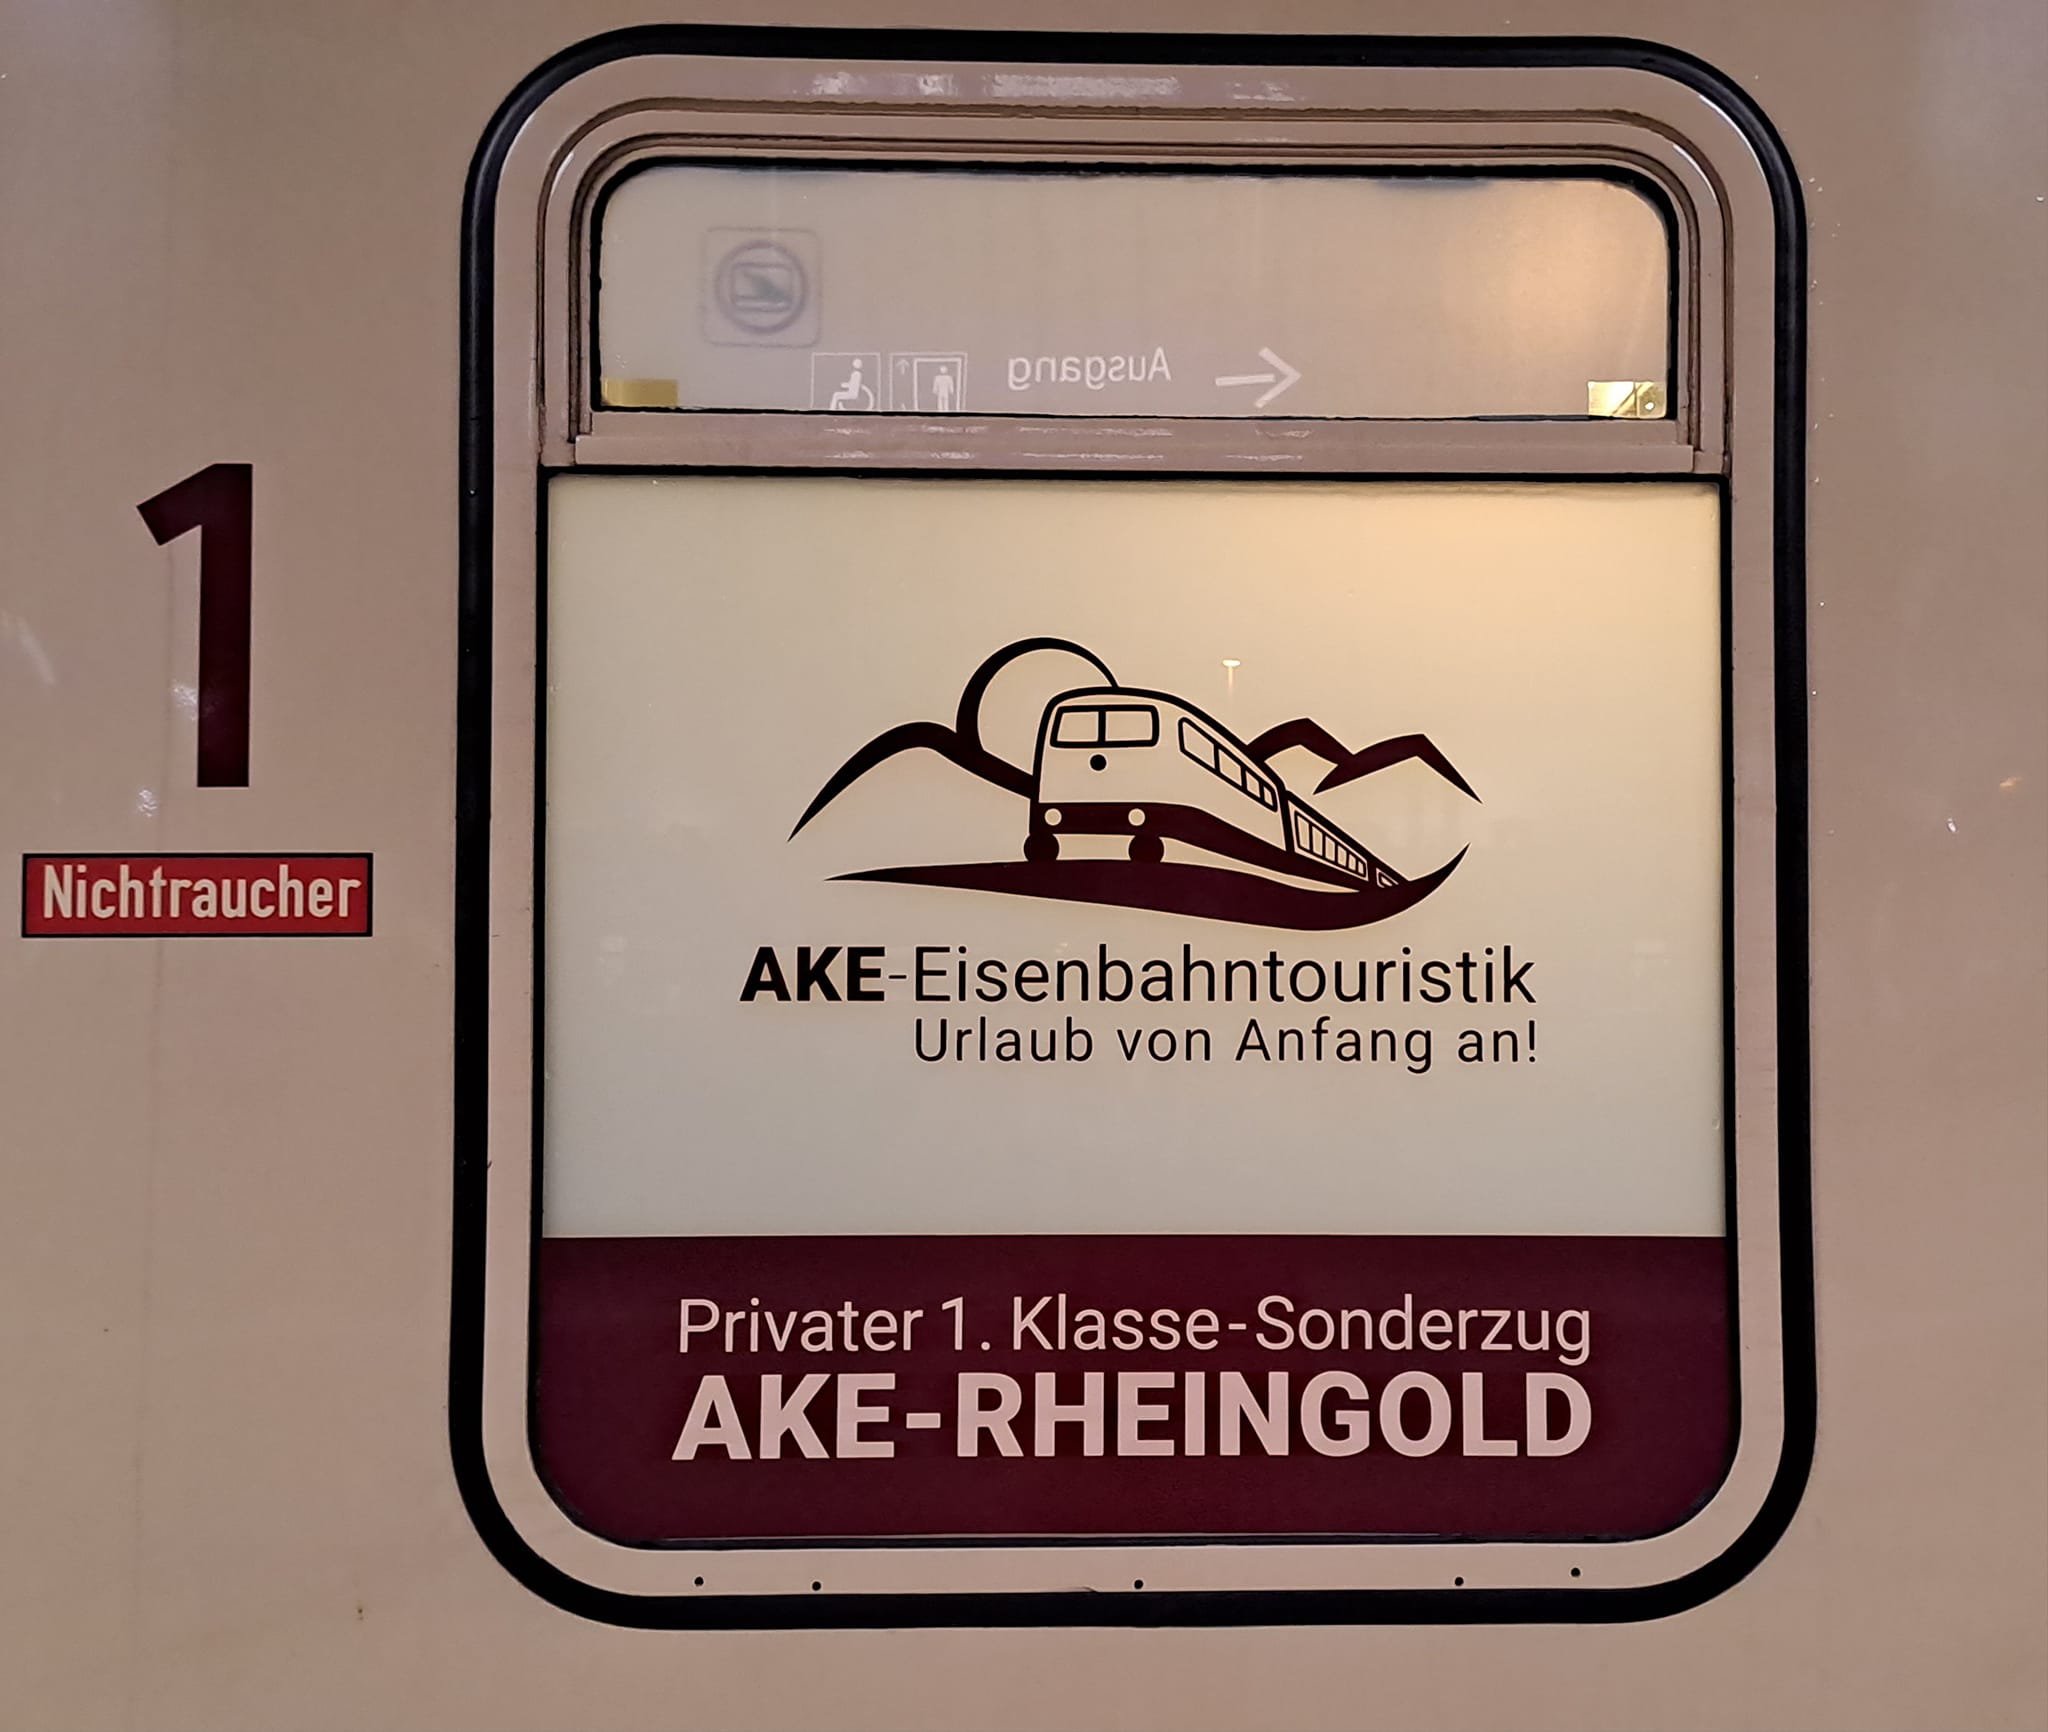 Ausgang
1
Nichtraucher
AKE-Eisenbahntouristik
Urlaub von Anfang an!
Privater 1. Klasse-Sonderzug
AKE-RHEINGOLD